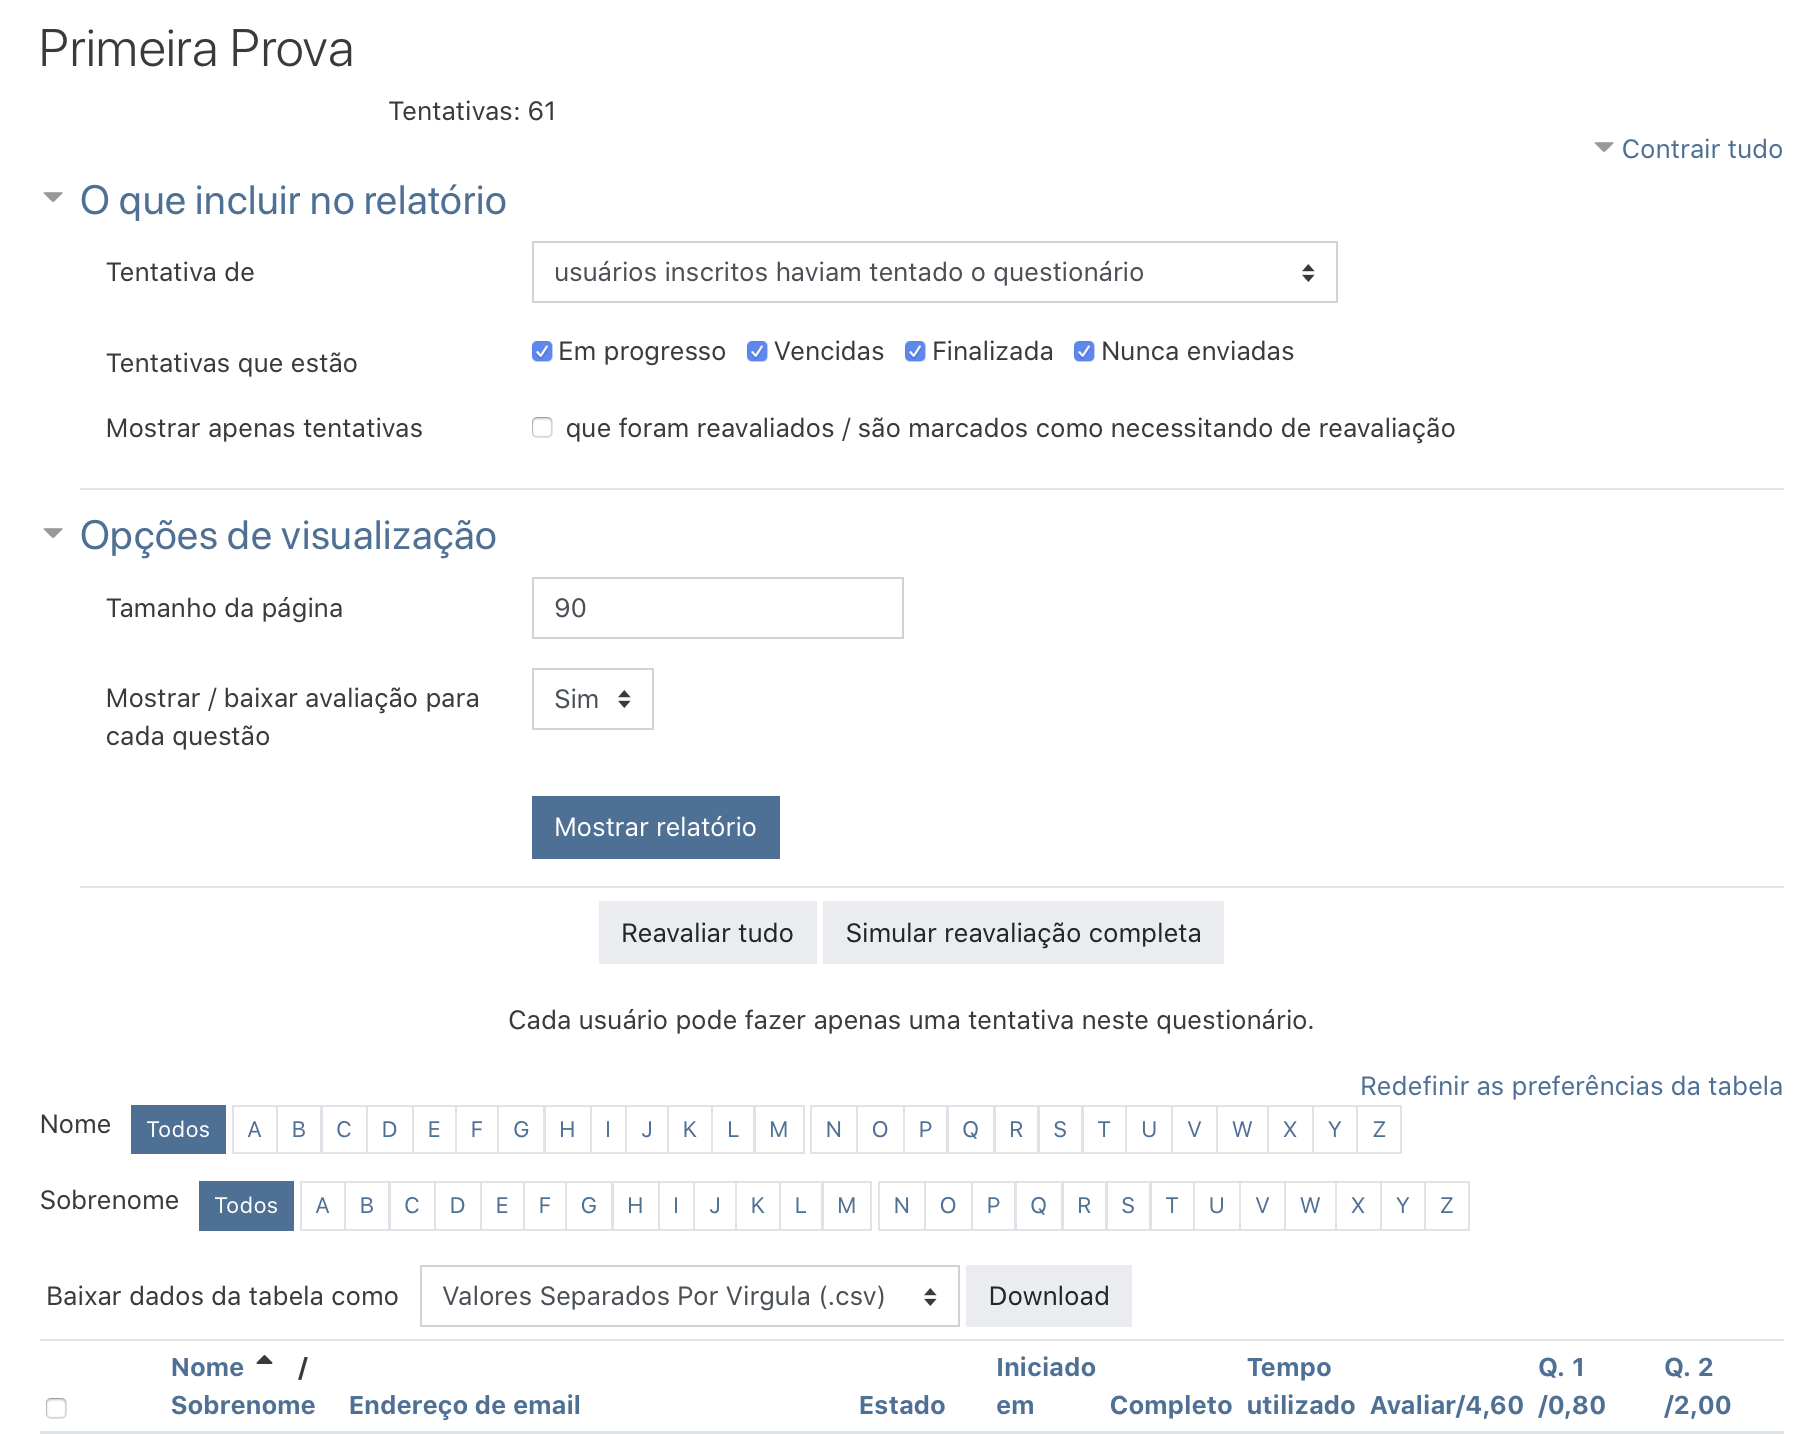 Primeira Prova
Tentativas: 61
Contrair tudo
O que incluir no relatório
Tentativa de
usuários inscritos haviam tentado o questionário
Tentativas que estão
Em progresso Vencidas Finalizada Nunca enviadas
Mostrar apenas tentativas
que foram reavaliados / são marcados como necessitando de reavaliação
Opções de visualização
Tamanho da página
90
Mostrar / baixar avaliação para
cada questão
Sim
Mostrar relatório
Reavaliar tudo Simular reavaliação completa
Cada usuário pode fazer apenas uma tentativa neste questionário.
Redefinir as preferências da tabela
Nome Todos A B C D E F G H I J K L M N O P Q R S T U V W X Y Z
Sobrenome Todos A B C D E F G H I J K L M N O P Q R S T U V W X Y Z
Baixar dados da tabela como Valores Separados Por Virgula (.csv) Download
Nome / Iniciado Tempo Q. 1 Q. 2
Sobrenome Endereço de email Estado em Completo utilizado Avaliar/4,60 /0,80 /2,00